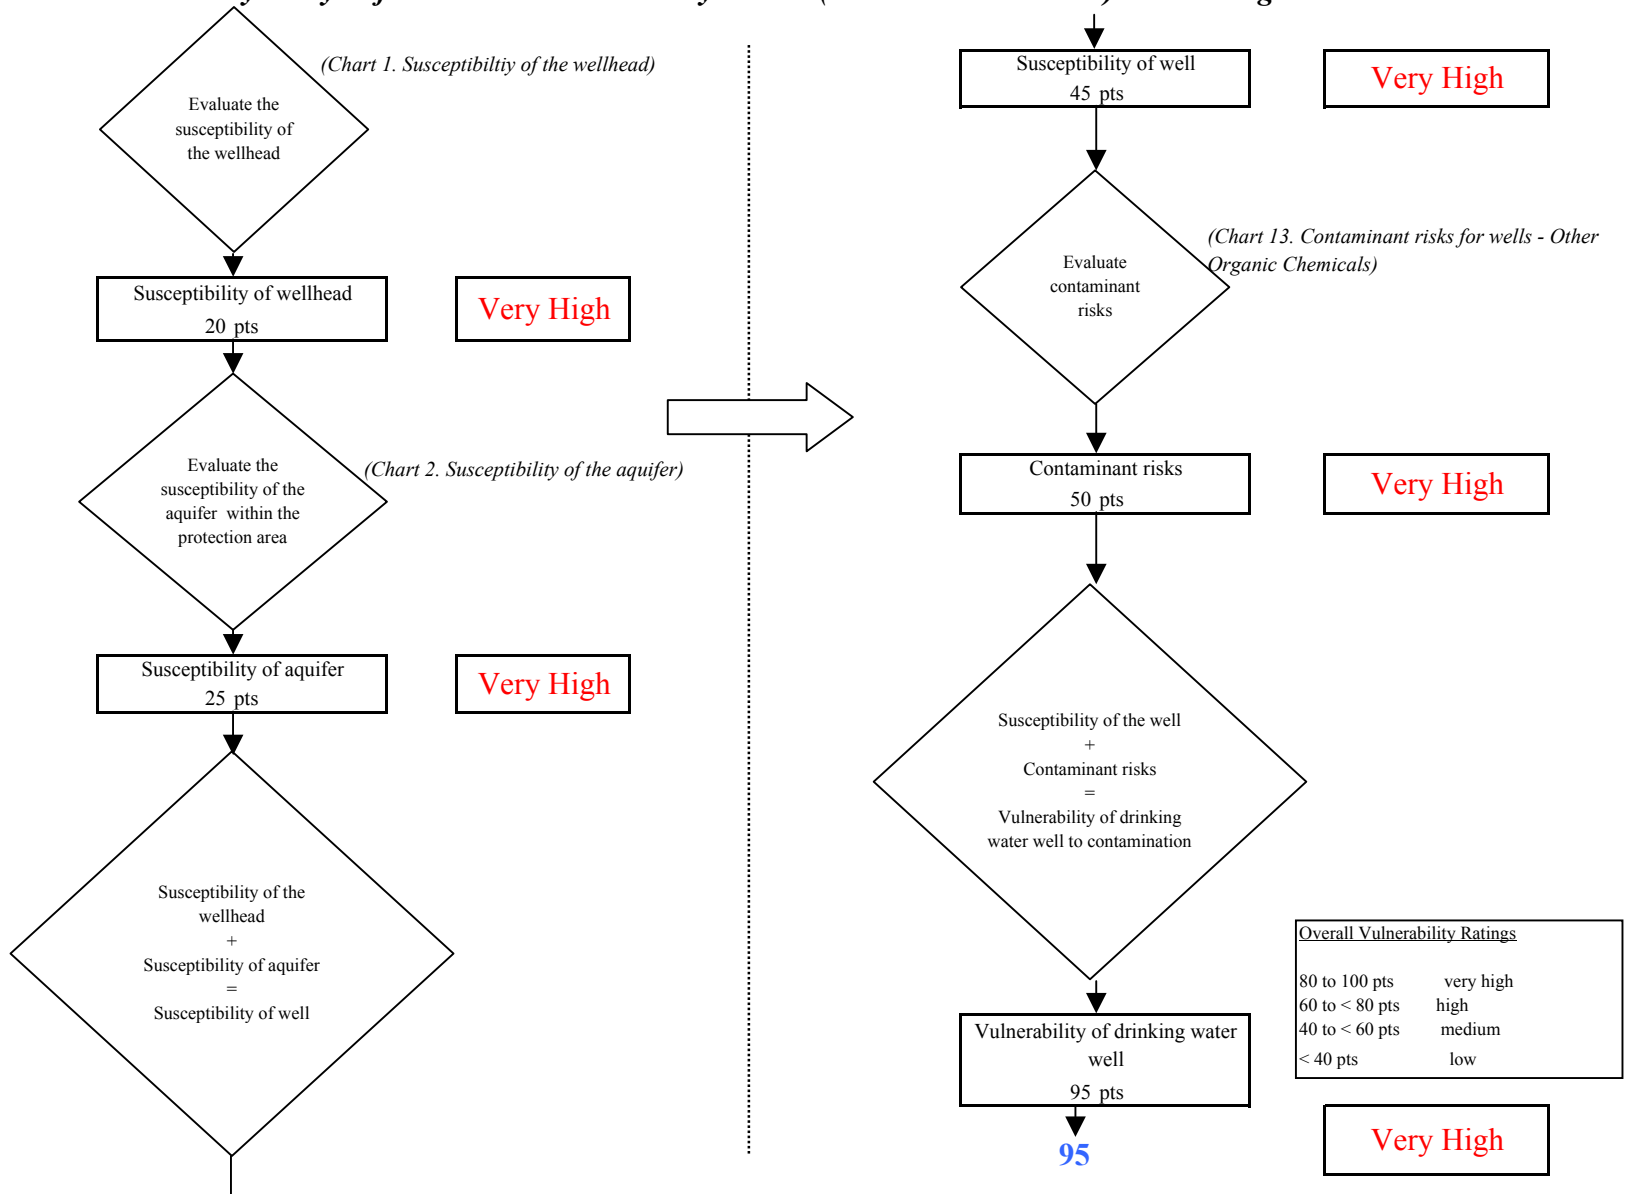 (Chart 1. Susceptibiltiy of the wellhead)
Evaluate the
susceptibility of
the wellhead
Susceptibility of wellhead
20 pts
Very High
Evaluate the
susceptibility of the
aquifer within the
protection area
(Chart 2. Susceptibility of the aquifer)
Susceptibility of aquifer
25 pts
Very High
Susceptibility of the
wellhead
+
Susceptibility of aquifer
=
Susceptibility of well
Susceptibility of well
45 pts
Very High
Evaluate
contaminant
risks
(Chart 13. Contaminant risks for wells - Other
Organic Chemicals)
Contaminant risks
50 pts
Very High
Susceptibility of the well
+
Contaminant risks
=
Vulnerability of drinking
water well to contamination
Vulnerability of drinking water
well
95 pts
95
Overall Vulnerability Ratings
80 to 100 pts very high
60 to < 80 pts high
40 to < 60 pts medium
< 40 pts low
Very High